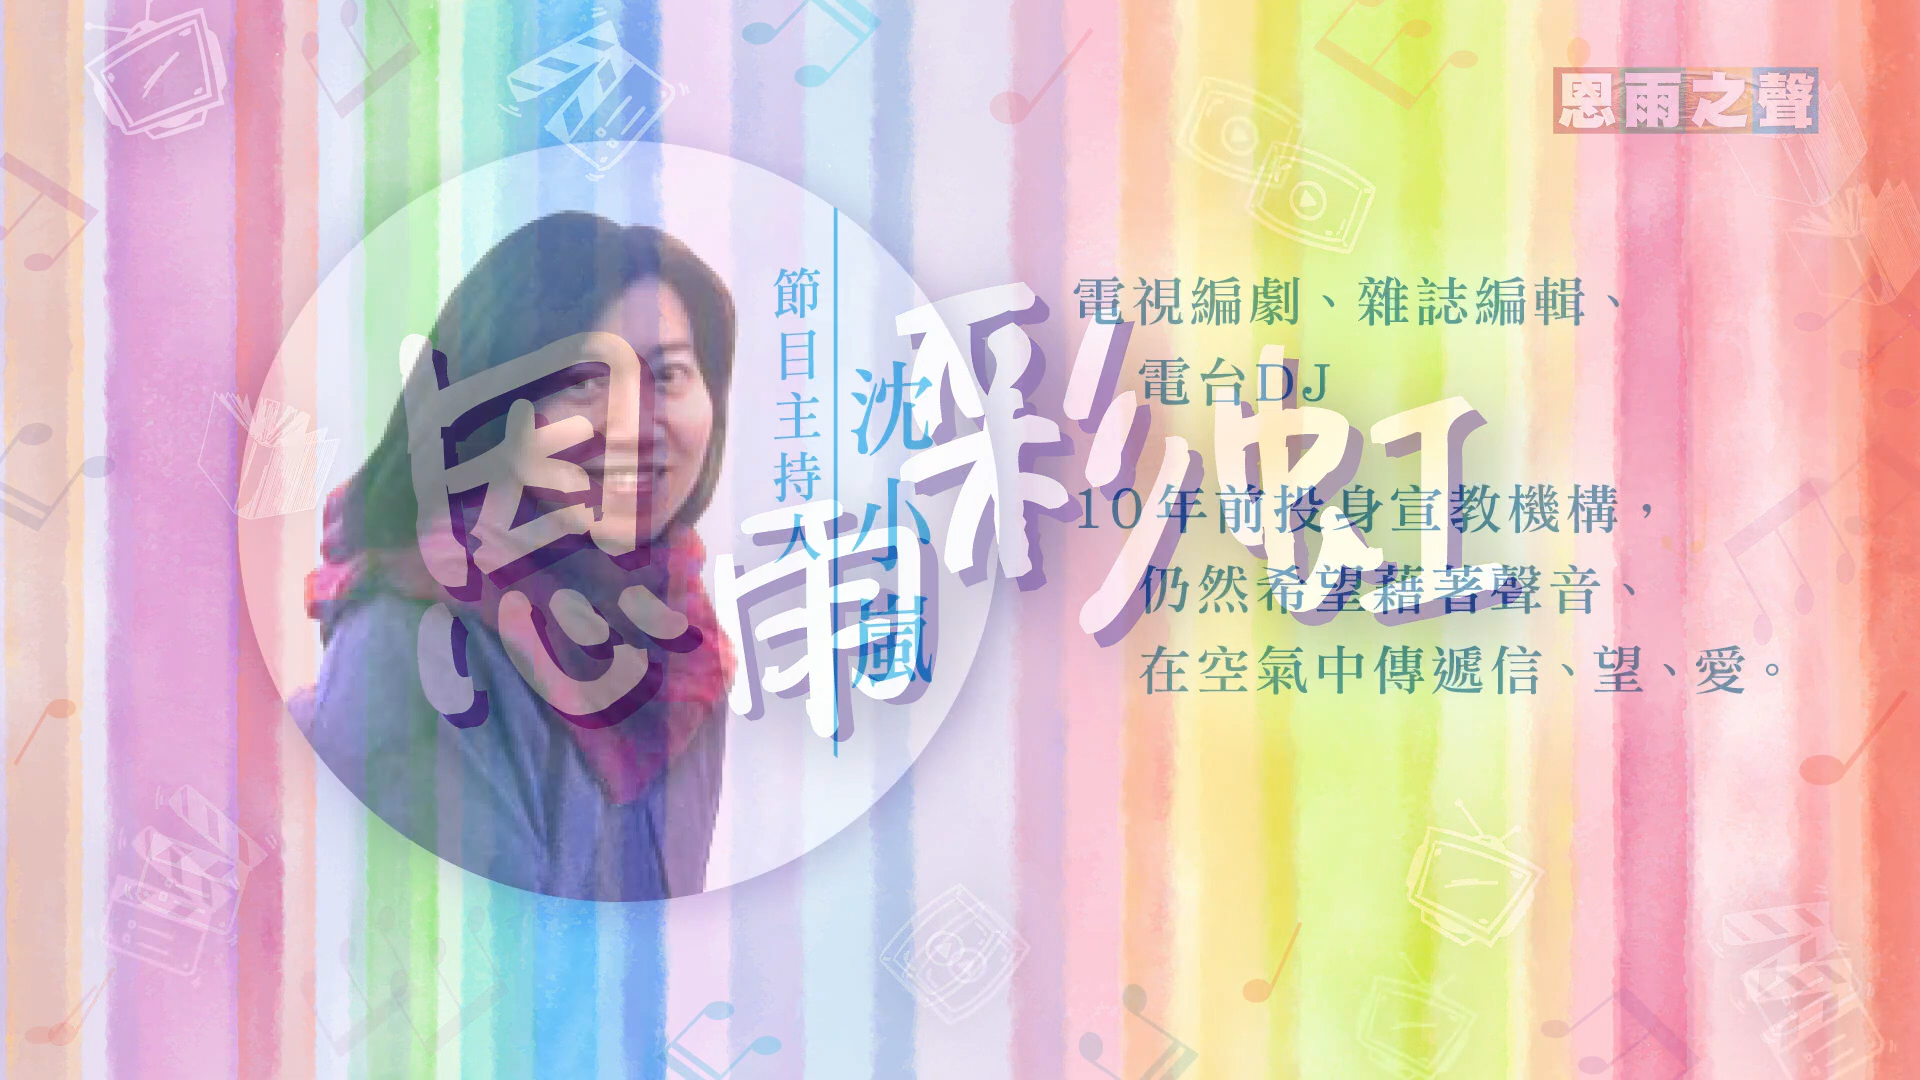 恩雨之聲
恩雨彩虹
節目主持人
沈小嵐
電視編劇、雜誌編輯、
電台DJ
10年前投身宣教機構，
仍然希望藉著聲音、
在空氣中傳遞信、望、愛。